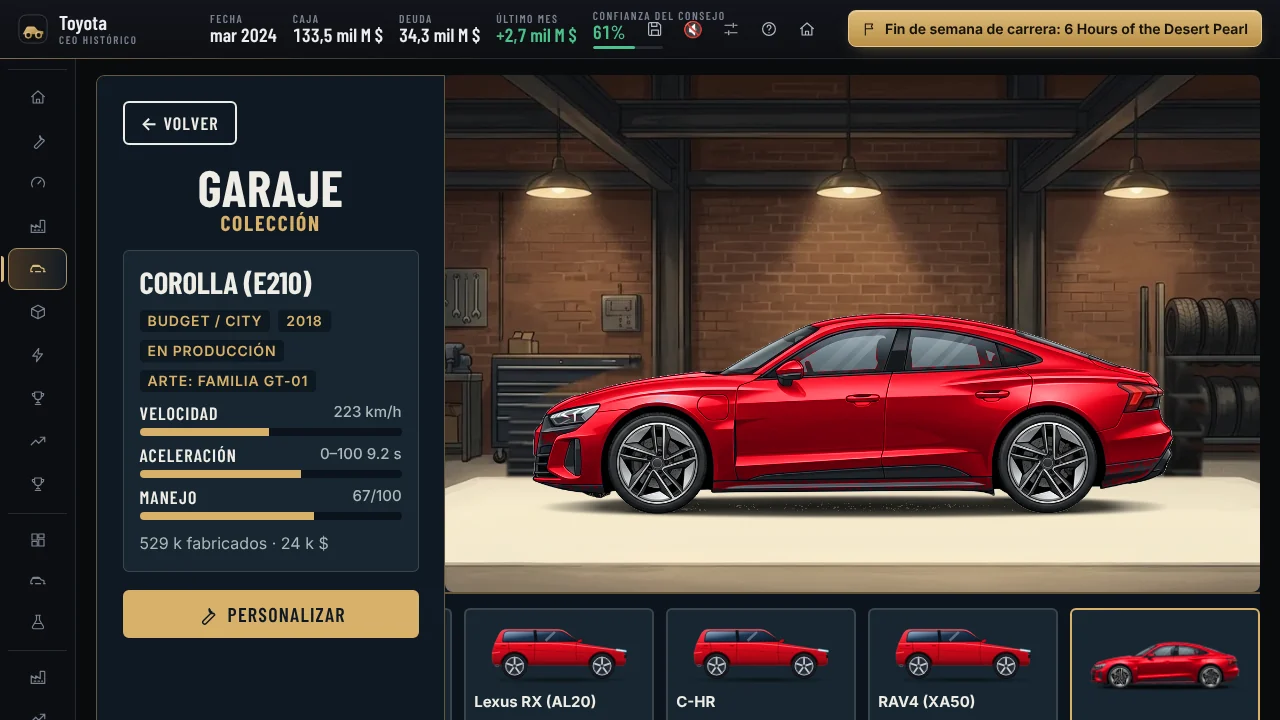 Toyota
CEO HISTÓRICO
FECHA
mar 2024
CAJA
133,5 mil M $
DEUDA
34,3 mil M $
ÚLTIMO MES
+2,7 mil M $
CONFIANZA DEL CONSEJO
61%
Fin de semana de carrera: 6 Hours of the Desert Pearl
← VOLVER
GARAJE
COLECCIÓN
COROLLA (E210)
BUDGET / CITY
2018
EN PRODUCCIÓN
ARTE: FAMILIA GT-01
VELOCIDAD
223 km/h
ACELERACIÓN
0–100 9.2 s
MANEJO
67/100
529 k fabricados · 24 k $
PERSONALIZAR
Lexus RX (AL20)
C-HR
RAV4 (XA50)